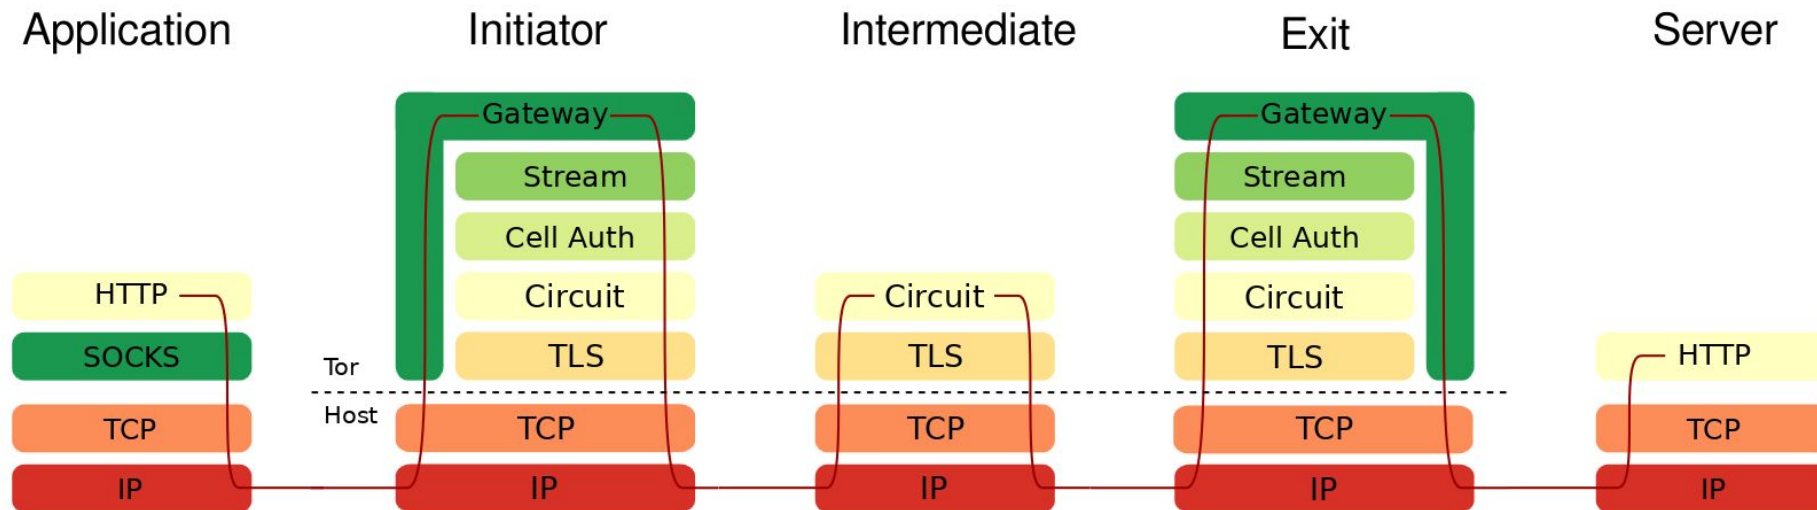 Application
Initiator
Intermediate
Exit
Server
Gateway
Gateway
Stream
Stream
Cell Auth
Cell Auth
HTTP
Circuit
Circuit
Circuit
SOCKS
Tor
TLS
TLS
TLS
HTTP
Host
TCP
TCP
TCP
TCP
TCP
IP
IP
IP
IP
IP